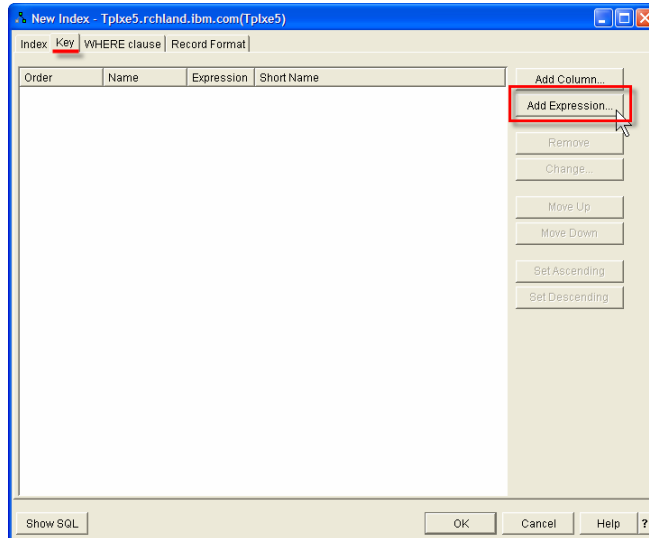 New Index - Tplxe5.rchland.ibm.com(Tplxe5)
Index Key WHERE clause Record Format
Order Name Expression Short Name
Add Column...
Add Expression...
Remove
Change...
Move Up
Move Down
Set Ascending
Set Descending
Show SQL OK Cancel Help ?